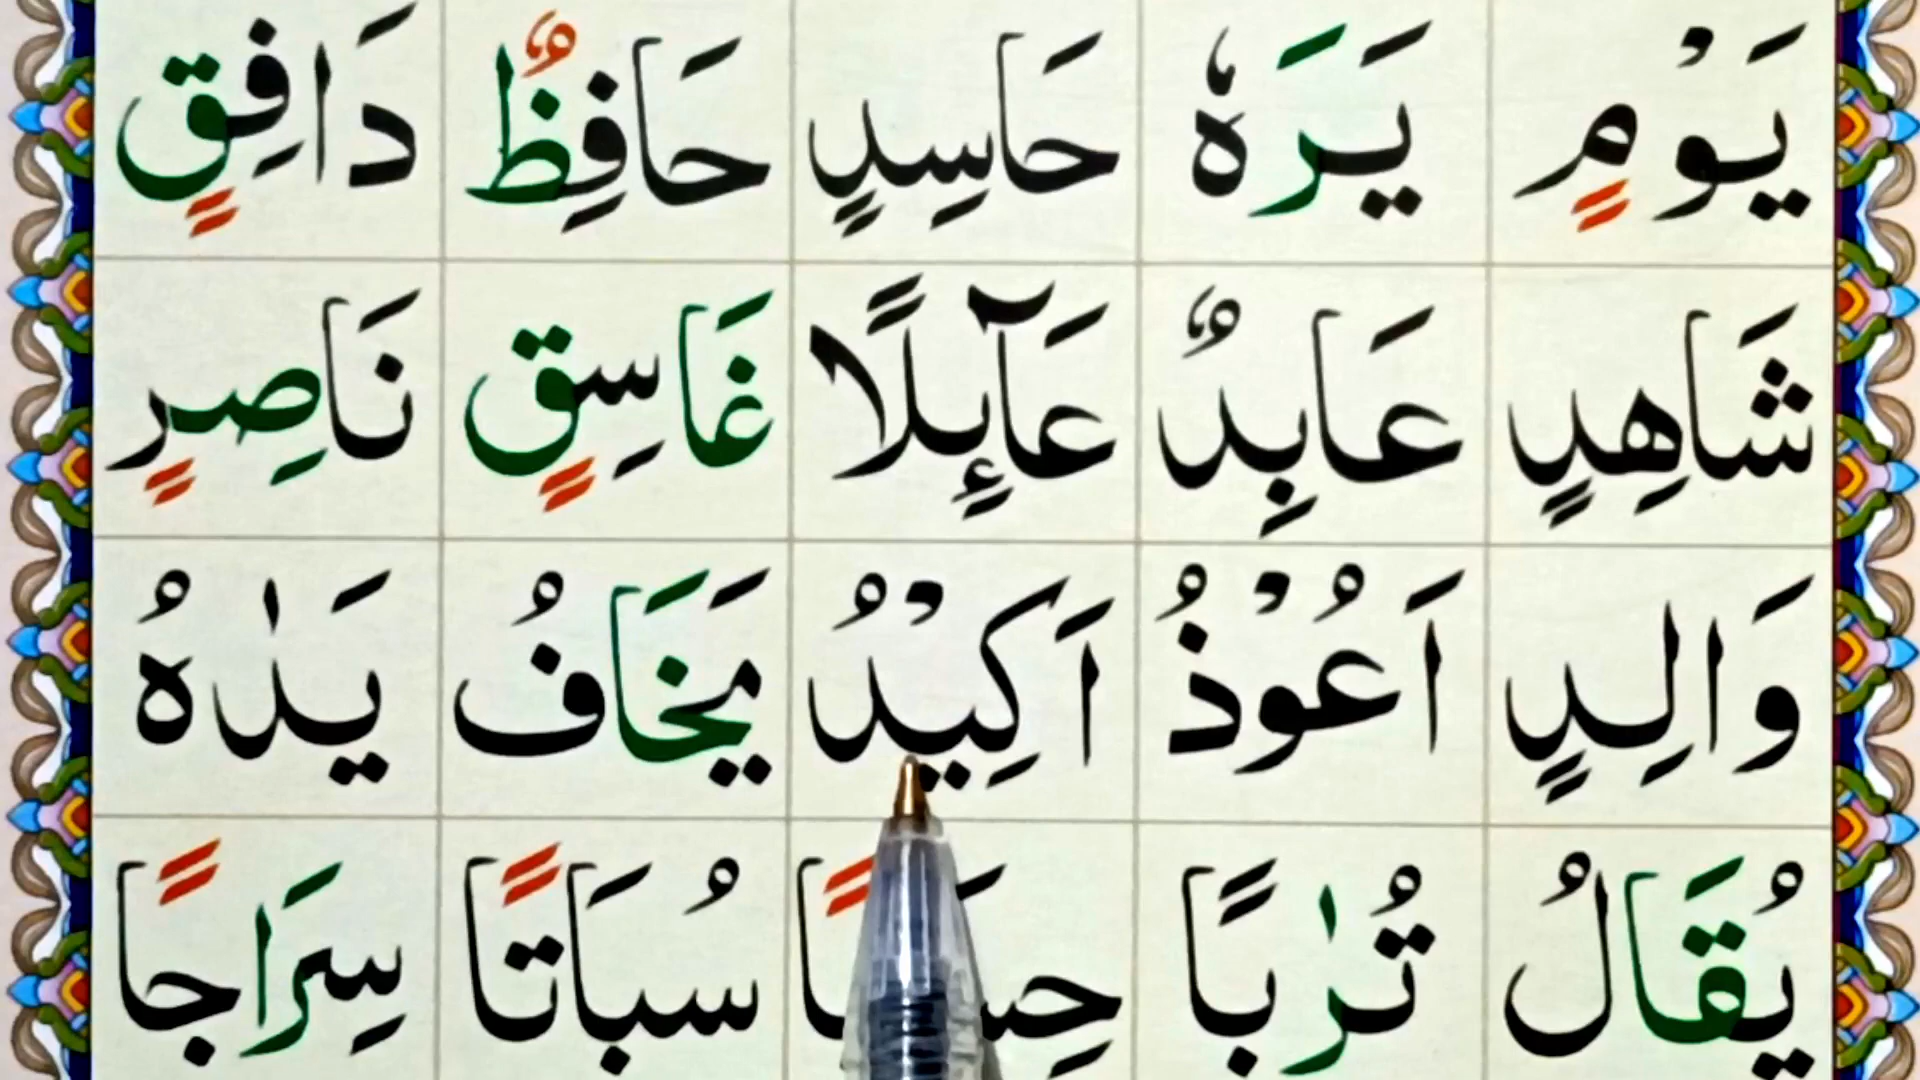 يَوْمٍ يَرَهٗ حَاسِدٍ حَافِظٌ دَافِقٍ
شَاهِدٍ عَابِدٌ عَآئِلًا غَاسِقٍ نَاصِرٍ
وَالِدٍ اَعُوْذُ اَكِيْدُ يَخَافُ يَدٰهُ
يُقَالُ تُرٰبًا سُبَاتًا سِرَاجًا